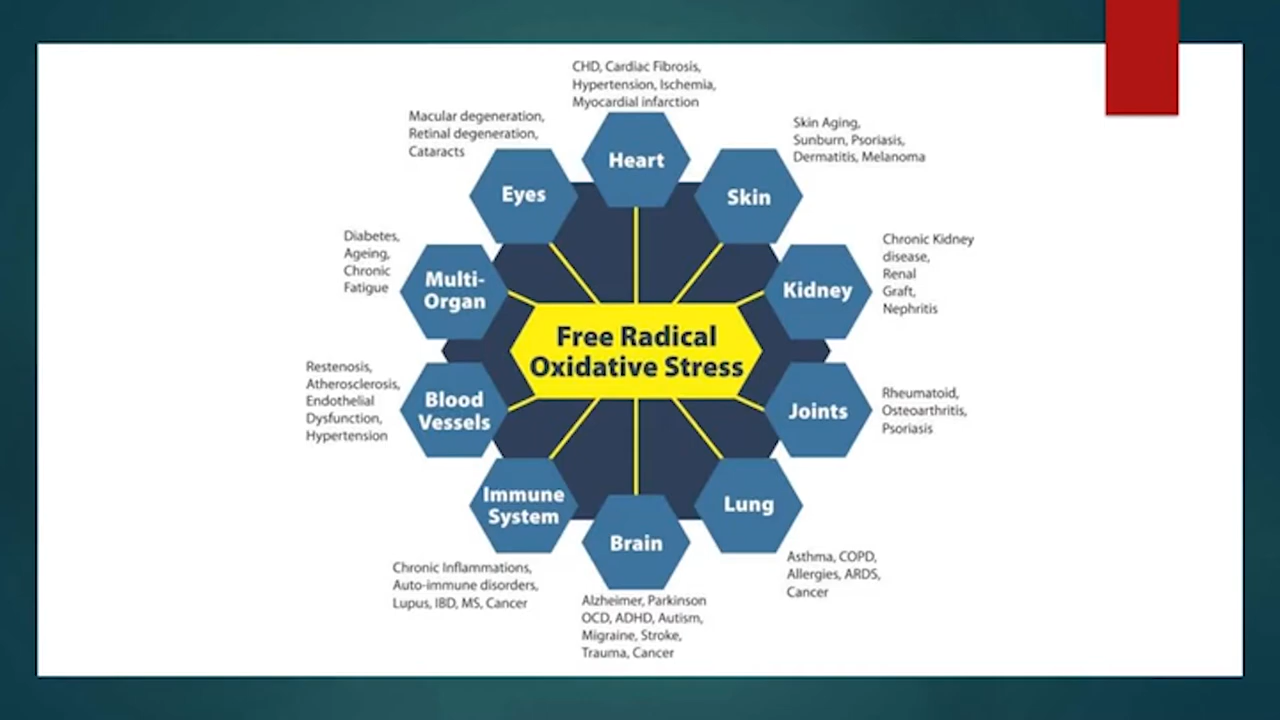 CHD, Cardiac Fibrosis,
Hypertension, Ischemia,
Myocardial infarction
Heart
Skin Aging,
Sunburn, Psoriasis,
Dermatitis, Melanoma
Skin
Chronic Kidney
disease,
Renal
Graft,
Nephritis
Kidney
Rheumatoid,
Osteoarthritis,
Psoriasis
Joints
Asthma, COPD,
Allergies, ARDS,
Cancer
Lung
Brain
Alzheimer, Parkinson
OCD, ADHD, Autism,
Migraine, Stroke,
Trauma, Cancer
Immune
System
Chronic Inflammations,
Auto-immune disorders,
Lupus, IBD, MS, Cancer
Restenosis,
Atherosclerosis,
Endothelial
Dysfunction,
Hypertension
Blood
Vessels
Diabetes,
Ageing,
Chronic
Fatigue
Multi-
Organ
Macular degeneration,
Retinal degeneration,
Cataracts
Eyes
Free Radical
Oxidative Stress